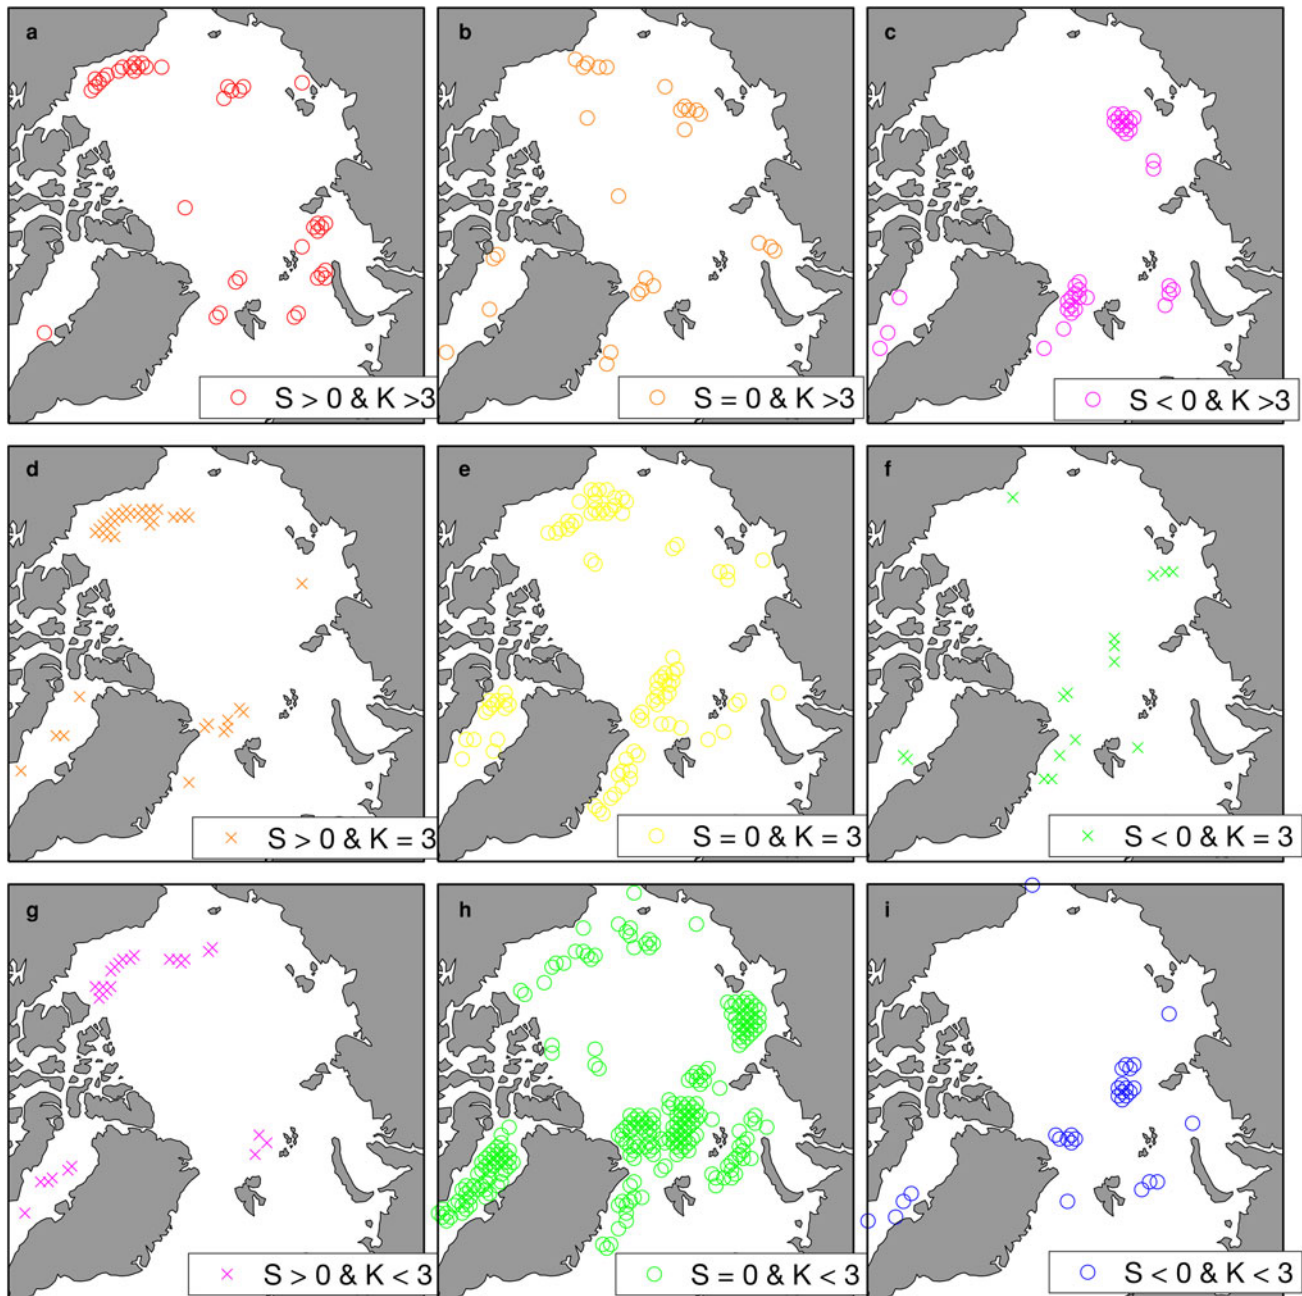 a
b
c
S > 0 & K >3
S = 0 & K >3
S < 0 & K >3
d
e
f
S > 0 & K = 3
S = 0 & K = 3
S < 0 & K = 3
g
h
i
S > 0 & K < 3
S = 0 & K < 3
S < 0 & K < 3